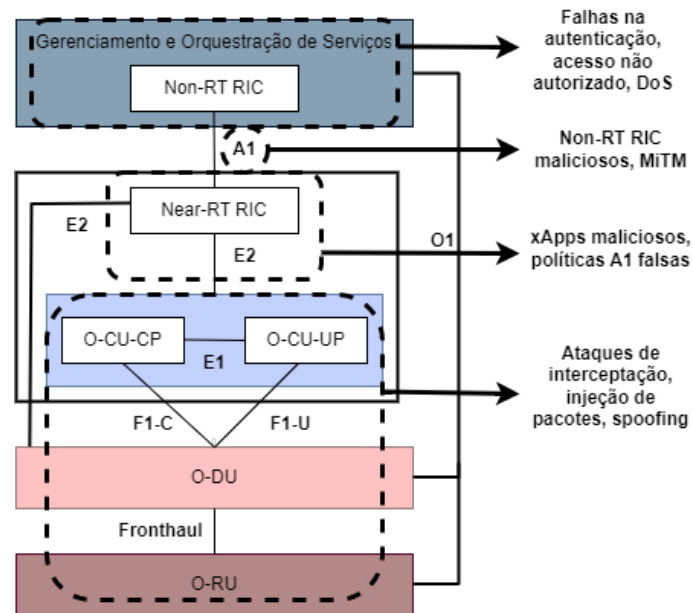 Gerenciamento e Orquestração de Serviços
Non-RT RIC
A1
Near-RT RIC
E2
E2
O1
O-CU-CP
O-CU-UP
E1
F1-C
F1-U
O-DU
Fronthaul
O-RU
Falhas na
autenticação,
acesso não
autorizado, DoS
Non-RT RIC
maliciosos, MiTM
xApps maliciosos,
políticas A1 falsas
Ataques de
interceptação,
injeção de
pacotes, spoofing